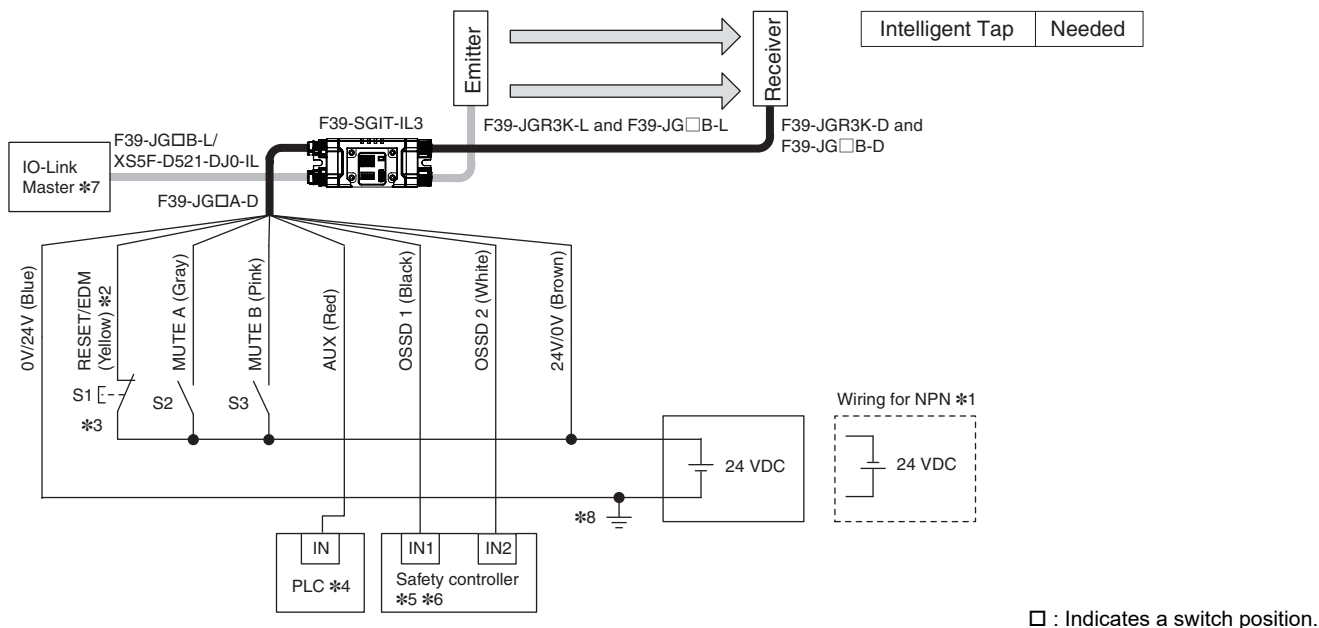 Intelligent Tap Needed
Emitter
Receiver
F39-SGIT-IL3
F39-JGR3K-L and F39-JG□B-L
F39-JGR3K-D and
F39-JG□B-D
F39-JG□B-L/
XS5F-D521-DJ0-IL
IO-Link
Master *7
F39-JG□A-D
0V/24V (Blue)
RESET/EDM
(Yellow) *2
MUTE A (Gray)
MUTE B (Pink)
AUX (Red)
OSSD 1 (Black)
OSSD 2 (White)
24V/0V (Brown)
S1
S2
S3
*3
Wiring for NPN *1
24 VDC
24 VDC
*8
IN
IN1
IN2
PLC *4
Safety controller
*5 *6
□ : Indicates a switch position.